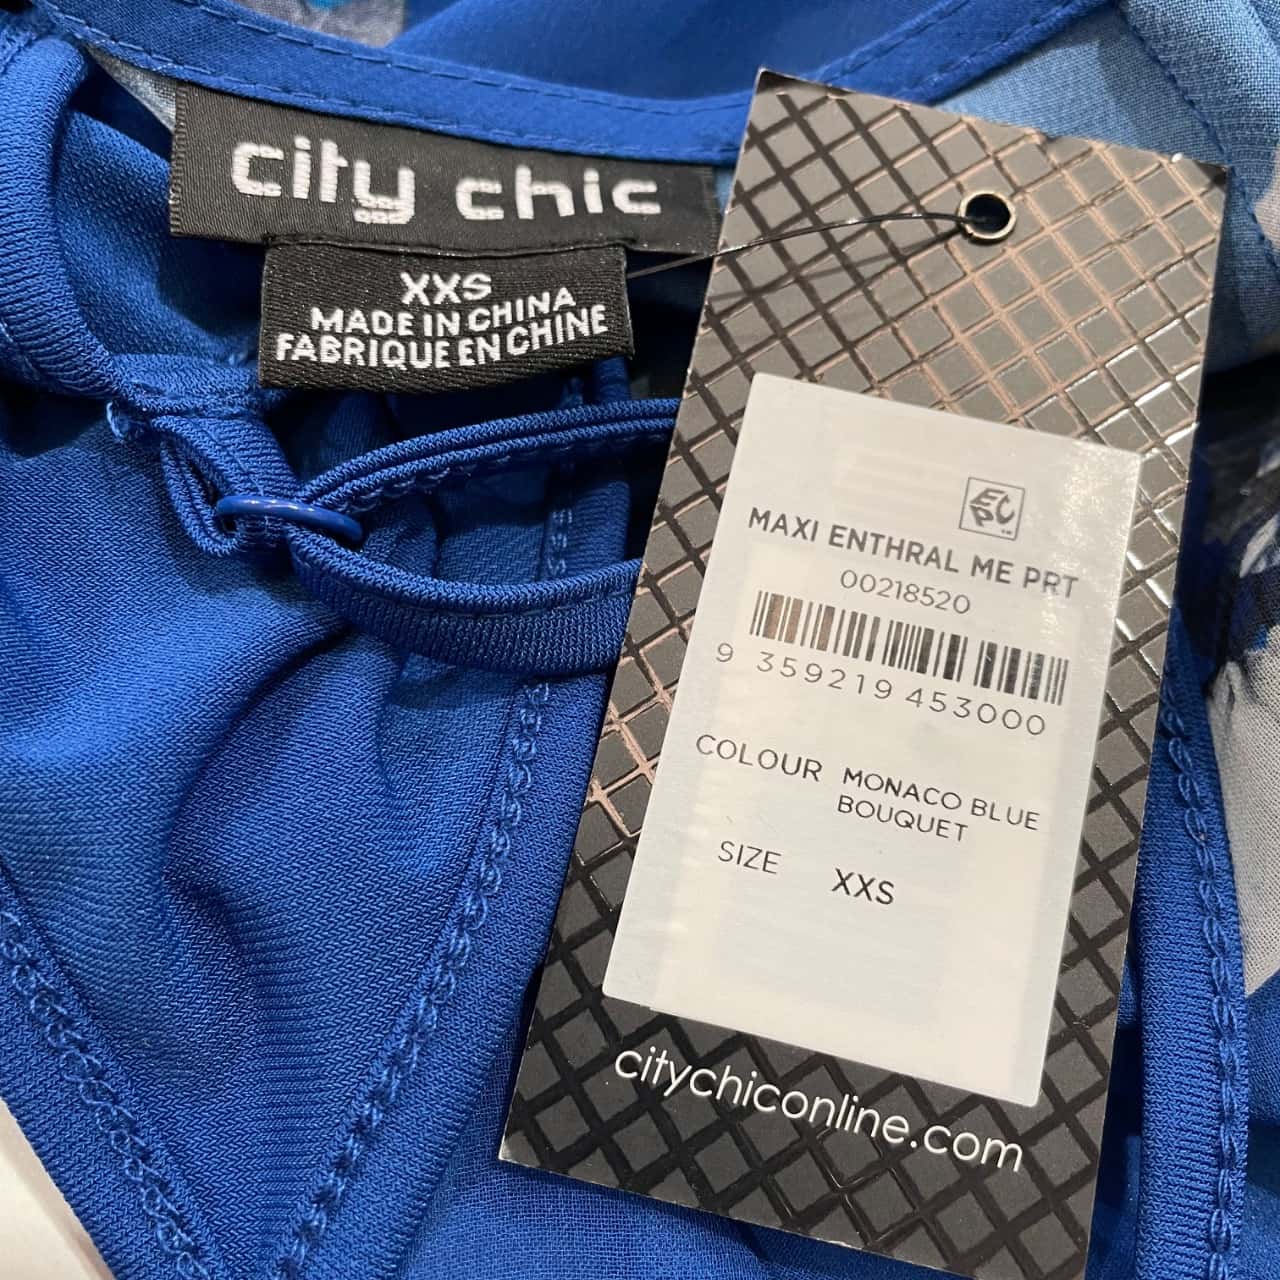 city chic
XXS
MADE IN CHINA
FABRIQUE EN CHINE
ECPC
MAXI ENTHRAL ME PRT
00218520
9 359219 453000
COLOUR MONACO BLUE
BOUQUET
SIZE XXS
citychiconline.com